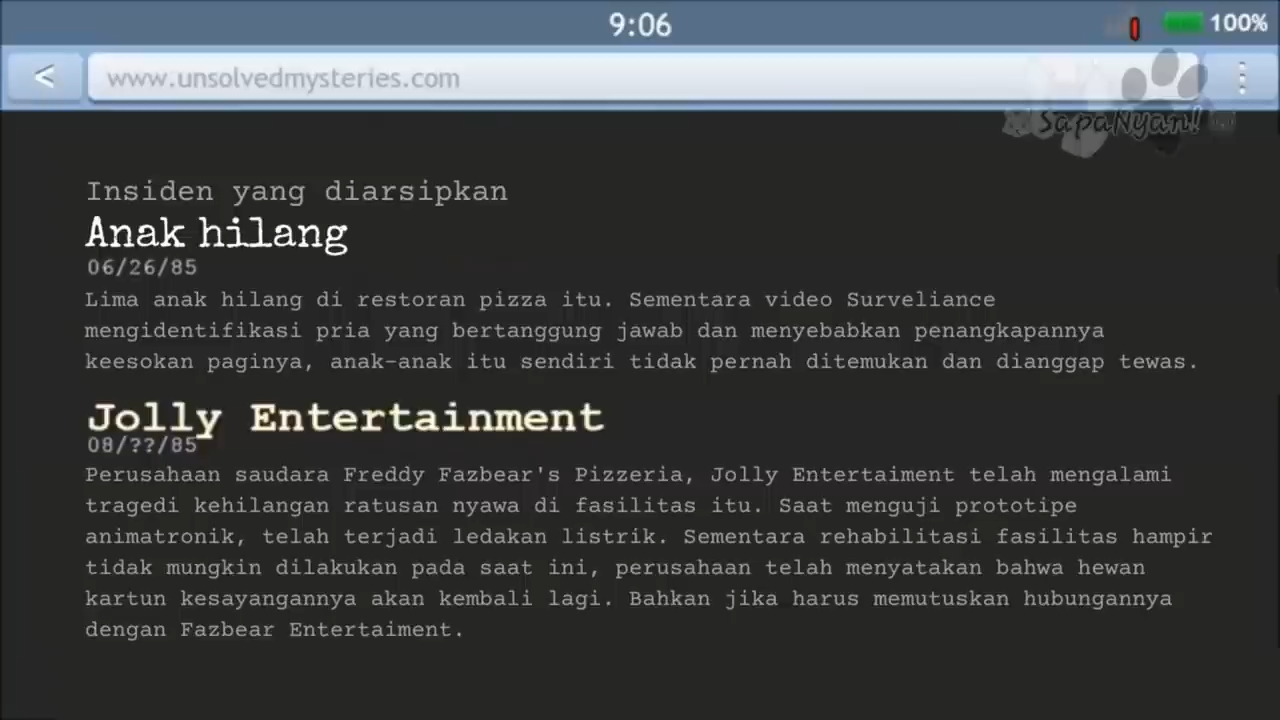 9:06
100%
<
www.unsolvedmysteries.com
SapaNyan!
Insiden yang diarsipkan
Anak hilang
06/26/85
Lima anak hilang di restoran pizza itu. Sementara video Surveliance
mengidentifikasi pria yang bertanggung jawab dan menyebabkan penangkapannya
keesokan paginya, anak-anak itu sendiri tidak pernah ditemukan dan dianggap tewas.
Jolly Entertainment
08/??/85
Perusahaan saudara Freddy Fazbear's Pizzeria, Jolly Entertaiment telah mengalami
tragedi kehilangan ratusan nyawa di fasilitas itu. Saat menguji prototipe
animatronik, telah terjadi ledakan listrik. Sementara rehabilitasi fasilitas hampir
tidak mungkin dilakukan pada saat ini, perusahaan telah menyatakan bahwa hewan
kartun kesayangannya akan kembali lagi. Bahkan jika harus memutuskan hubungannya
dengan Fazbear Entertaiment.